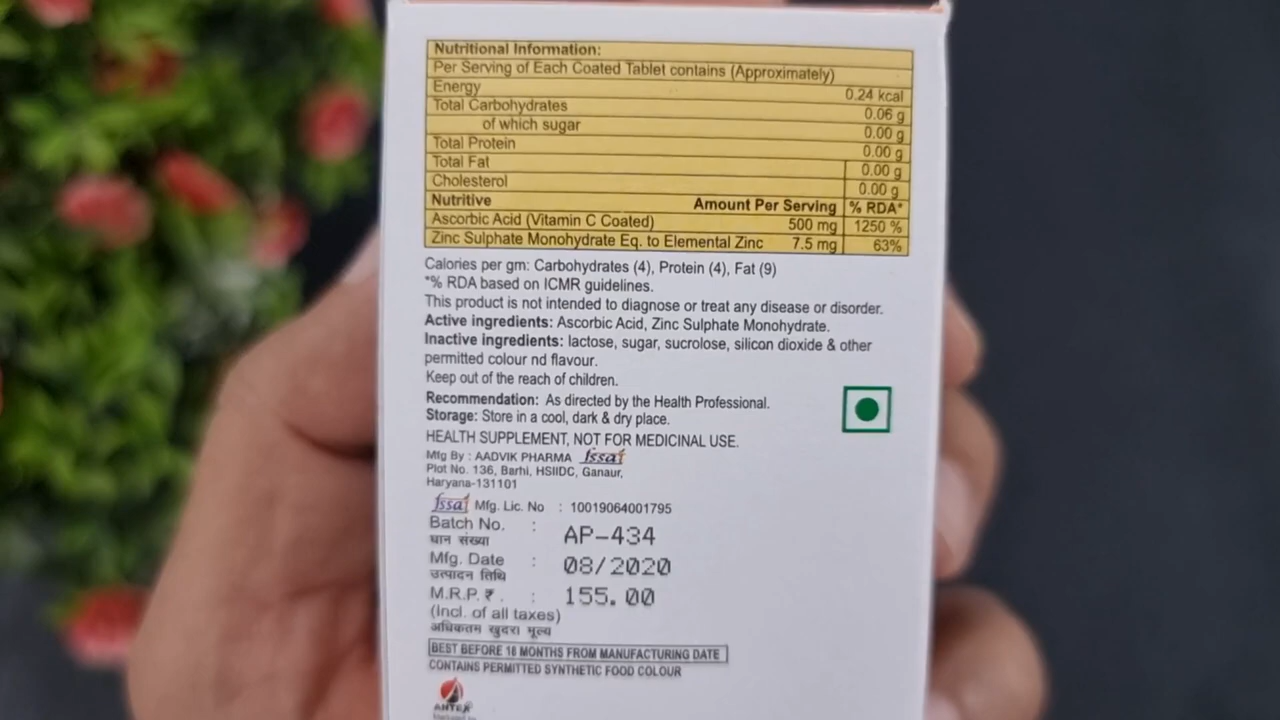 Nutritional Information:
Per Serving of Each Coated Tablet contains (Approximately)
Energy 0.24 kcal
Total Carbohydrates 0.06 g
of which sugar 0.00 g
Total Protein 0.00 g
Total Fat 0.00 g
Cholesterol 0.00 g
Nutritive Amount Per Serving % RDA*
Ascorbic Acid (Vitamin C Coated) 500 mg 1250 %
Zinc Sulphate Monohydrate Eq. to Elemental Zinc 7.5 mg 63%
Calories per gm: Carbohydrates (4), Protein (4), Fat (9)
*% RDA based on ICMR guidelines.
This product is not intended to diagnose or treat any disease or disorder.
Active ingredients: Ascorbic Acid, Zinc Sulphate Monohydrate.
Inactive ingredients: lactose, sugar, sucrolose, silicon dioxide & other
permitted colour nd flavour.
Keep out of the reach of children.
Recommendation: As directed by the Health Professional.
Storage: Store in a cool, dark & dry place.
HEALTH SUPPLEMENT, NOT FOR MEDICINAL USE.
Mfg By : AADVIK PHARMA fssai
Plot No. 136, Barhi, HSIIDC, Ganaur,
Haryana-131101
fssai Mfg. Lic. No : 10019064001795
Batch No. : AP-434
घान संख्या
Mfg. Date : 08/2020
उत्पादन तिथि
M.R.P. ₹ . : 155.00
(Incl. of all taxes)
अधिकतम खुदरा मूल्य
BEST BEFORE 18 MONTHS FROM MANUFACTURING DATE
CONTAINS PERMITTED SYNTHETIC FOOD COLOUR